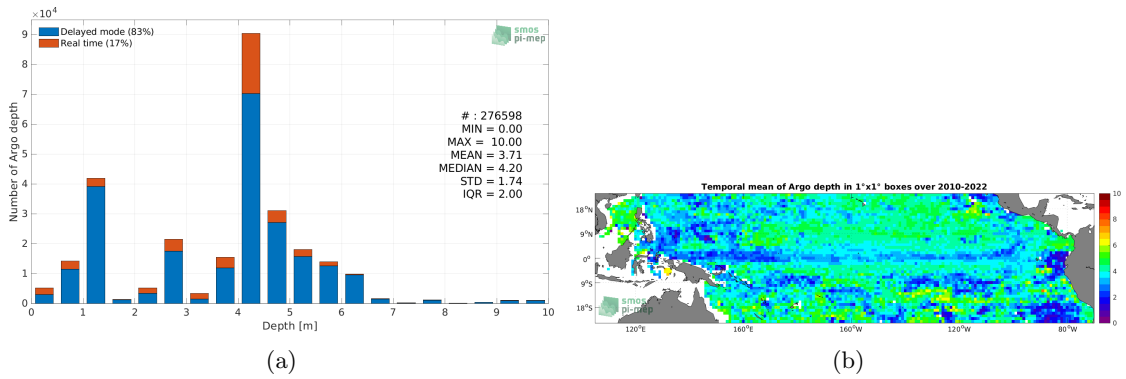 ×10⁴
Delayed mode (83%)
Real time (17%)
smos
pi-mep
# : 276598
MIN = 0.00
MAX = 10.00
MEAN = 3.71
MEDIAN = 4.20
STD = 1.74
IQR = 2.00
Number of Argo depth
9
8
7
6
5
4
3
2
1
0
0 1 2 3 4 5 6 7 8 9 10
Depth [m]
(a)
Temporal mean of Argo depth in 1°x1° boxes over 2010-2022
18°N
9°N
0°
9°S
18°S
120°E 160°E 160°W 120°W 80°W
10
8
6
4
2
0
smos
pi-mep
(b)